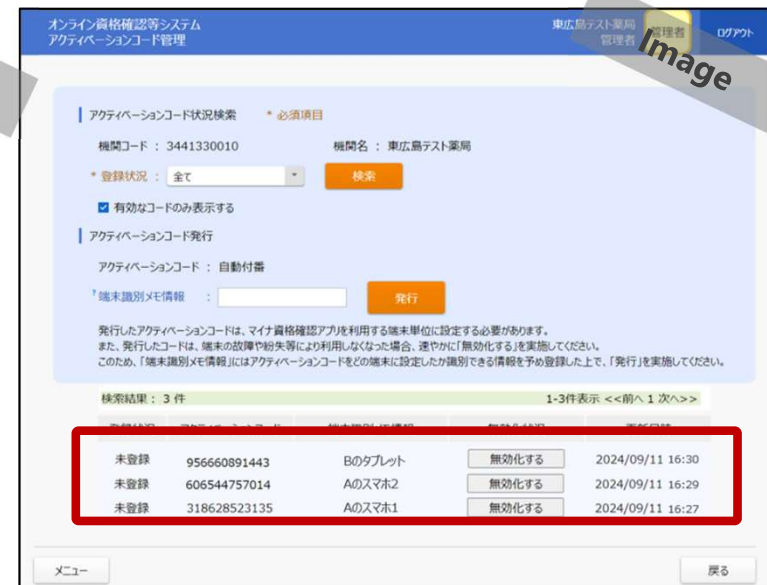 オンライン資格確認等システム
アクティベーションコード管理
東広島テスト薬局
管理者
管理者
ログアウト
Image
アクティベーションコード状況検索 * 必須項目
機関コード : 3441330010 機関名 : 東広島テスト薬局
* 登録状況 : 全て 検索
有効なコードのみ表示する
アクティベーションコード発行
アクティベーションコード : 自動付番
?端末識別メモ情報 : 発行
発行したアクティベーションコードは、マイナ資格確認アプリを利用する端末単位に設定する必要があります。
また、発行したコードは、端末の故障や紛失等により利用しなくなった場合、速やかに「無効化する」を実施してください。
このため、「端末識別メモ情報」にはアクティベーションコードをどの端末に設定したか識別できる情報を予め登録した上で、「発行」を実施してください。
検索結果 : 3 件 1-3件表示 <<前へ 1 次へ>>
未登録 956660891443 Bのタブレット 無効化する 2024/09/11 16:30
未登録 606544757014 Aのスマホ2 無効化する 2024/09/11 16:29
未登録 318628523135 Aのスマホ1 無効化する 2024/09/11 16:27
メニュー 戻る